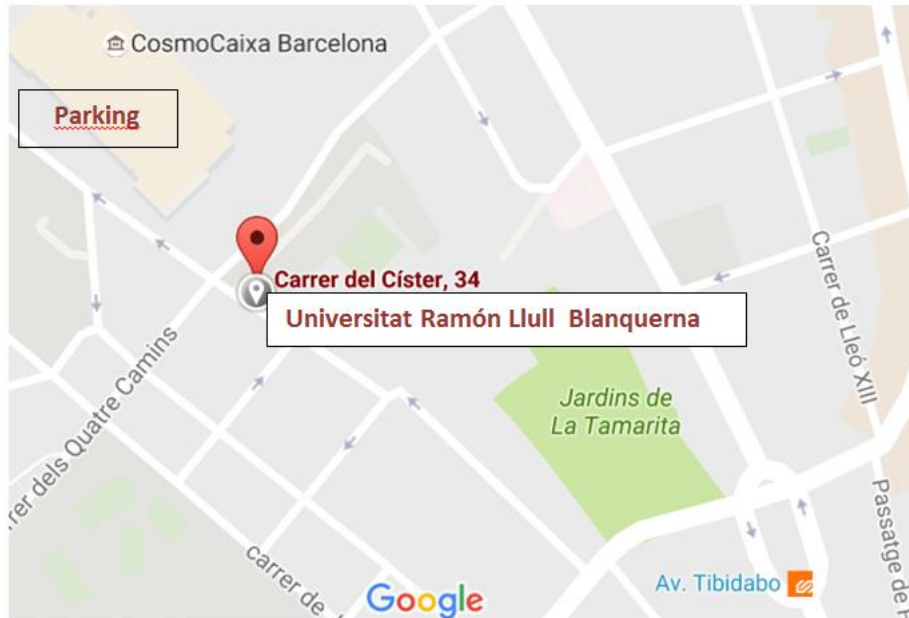 CosmoCaixa Barcelona
Parking
Carrer del Císter, 34
Universitat Ramón Llull Blanquerna
Carrer de Lleó XIII
Jardins de
La Tamarita
rrer dels Quatre Camins
Passatge de
carrer de
Av. Tibidabo
Google